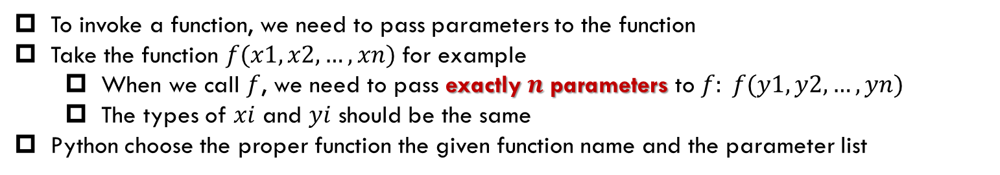 To invoke a function, we need to pass parameters to the function
Take the function f(x1, x2, … , xn) for example
When we call f, we need to pass exactly n parameters to f: f(y1, y2, … , yn)
The types of xi and yi should be the same
Python choose the proper function the given function name and the parameter list